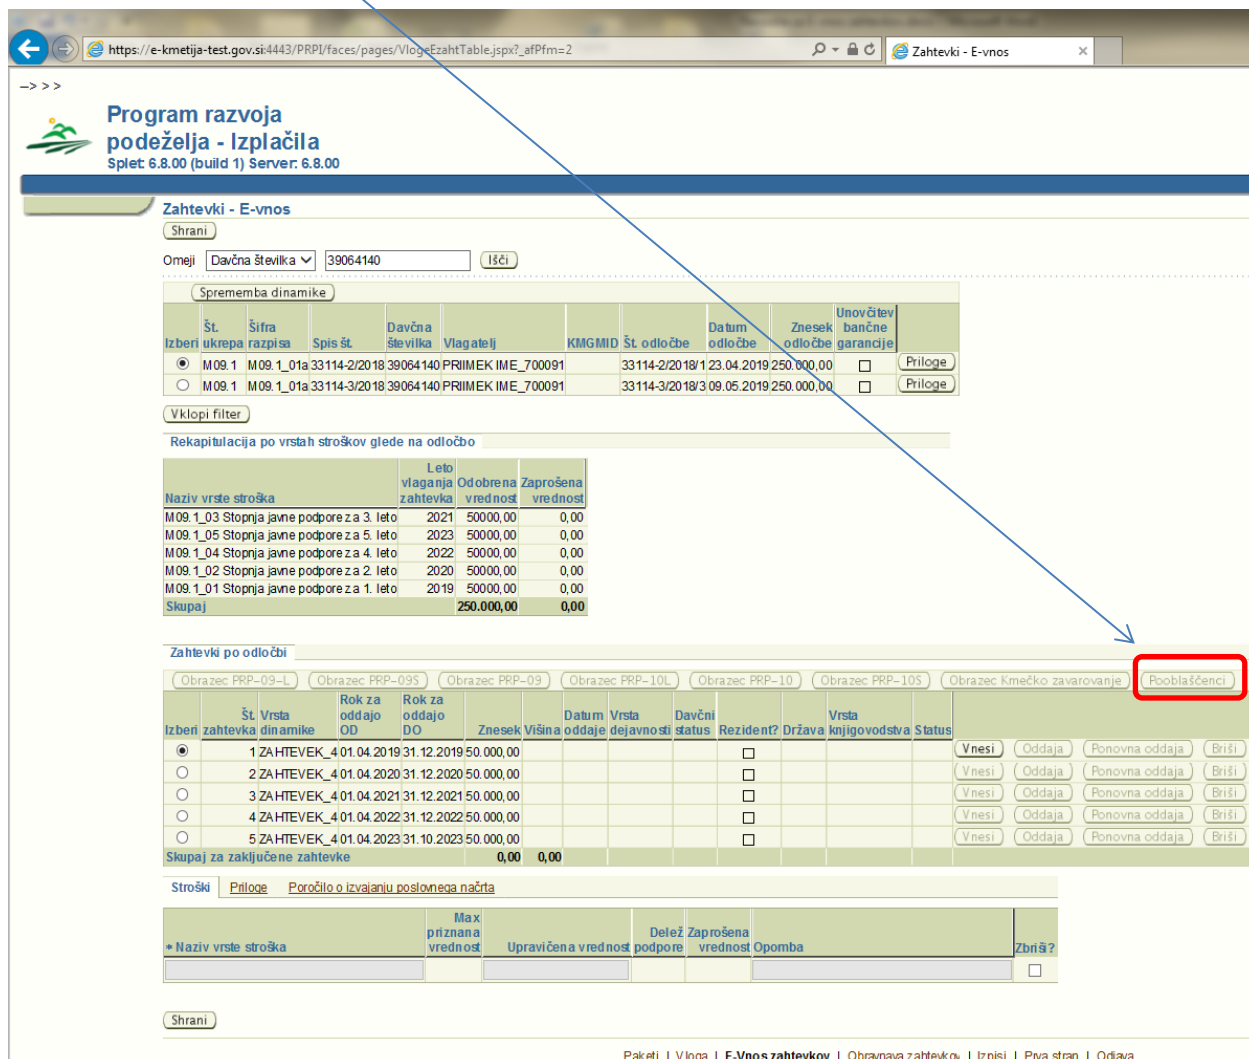 https://e-kmetija-test.gov.si:4443/PRPI/faces/pages/VlogeEzahtTable.jspx?_afPfm=2
Zahtevki - E-vnos
–> > >
Program razvoja
podeželja - Izplačila
Splet: 6.8.00 (build 1) Server: 6.8.00
Zahtevki - E-vnos
Shrani
Omeji Davčna številka 39064140 Išči
Sprememba dinamike
Izberi Št. ukrepa Šifra razpisa Spis št. Davčna številka Vlagatelj KMGMID Št. odločbe Datum odločbe Znesek odločbe Unovčitev bančne garancije
M09.1 M09.1_01a 33114-2/2018 39064140 PRIIMEK IME_700091 33114-2/2018/1 23.04.2019 250.000,00 Priloge
M09.1 M09.1_01a 33114-3/2018 39064140 PRIIMEK IME_700091 33114-3/2018/3 09.05.2019 250.000,00 Priloge
Vklopi filter
Rekapitulacija po vrstah stroškov glede na odločbo
Naziv vrste stroška Leto vlaganja zahtevka Odobrena vrednost Zaprošena vrednost
M09.1_03 Stopnja javne podpore za 3. leto 2021 50000,00 0,00
M09.1_05 Stopnja javne podpore za 5. leto 2023 50000,00 0,00
M09.1_04 Stopnja javne podpore za 4. leto 2022 50000,00 0,00
M09.1_02 Stopnja javne podpore za 2. leto 2020 50000,00 0,00
M09.1_01 Stopnja javne podpore za 1. leto 2019 50000,00 0,00
Skupaj 250.000,00 0,00
Zahtevki po odločbi
Obrazec PRP-09-L Obrazec PRP-09S Obrazec PRP-09 Obrazec PRP-10L Obrazec PRP-10 Obrazec PRP-10S Obrazec Kmečko zavarovanje Pooblaščenci
Izberi Št. zahtevka Vrsta dinamike Rok za oddajo OD Rok za oddajo DO Znesek Višina Datum oddaje Vrsta dejavnosti Davčni status Rezident? Država Vrsta knjigovodstva Status
1 ZAHTEVEK_4 01.04.2019 31.12.2019 50.000,00 Vnesi Oddaja Ponovna oddaja Briši
2 ZAHTEVEK_4 01.04.2020 31.12.2020 50.000,00 Vnesi Oddaja Ponovna oddaja Briši
3 ZAHTEVEK_4 01.04.2021 31.12.2021 50.000,00 Vnesi Oddaja Ponovna oddaja Briši
4 ZAHTEVEK_4 01.04.2022 31.12.2022 50.000,00 Vnesi Oddaja Ponovna oddaja Briši
5 ZAHTEVEK_4 01.04.2023 31.10.2023 50.000,00 Vnesi Oddaja Ponovna oddaja Briši
Skupaj za zaključene zahtevke 0,00 0,00
Stroški Priloge Poročilo o izvajanju poslovnega načrta
* Naziv vrste stroška Max priznana vrednost Upravičena vrednost Delež podpore Zaprošena vrednost Opomba Zbriši?
Shrani
Paketi | Vloga | E-Vnos zahtevkov | Obravnava zahtevkov | Izpisi | Prva stran | Odjava